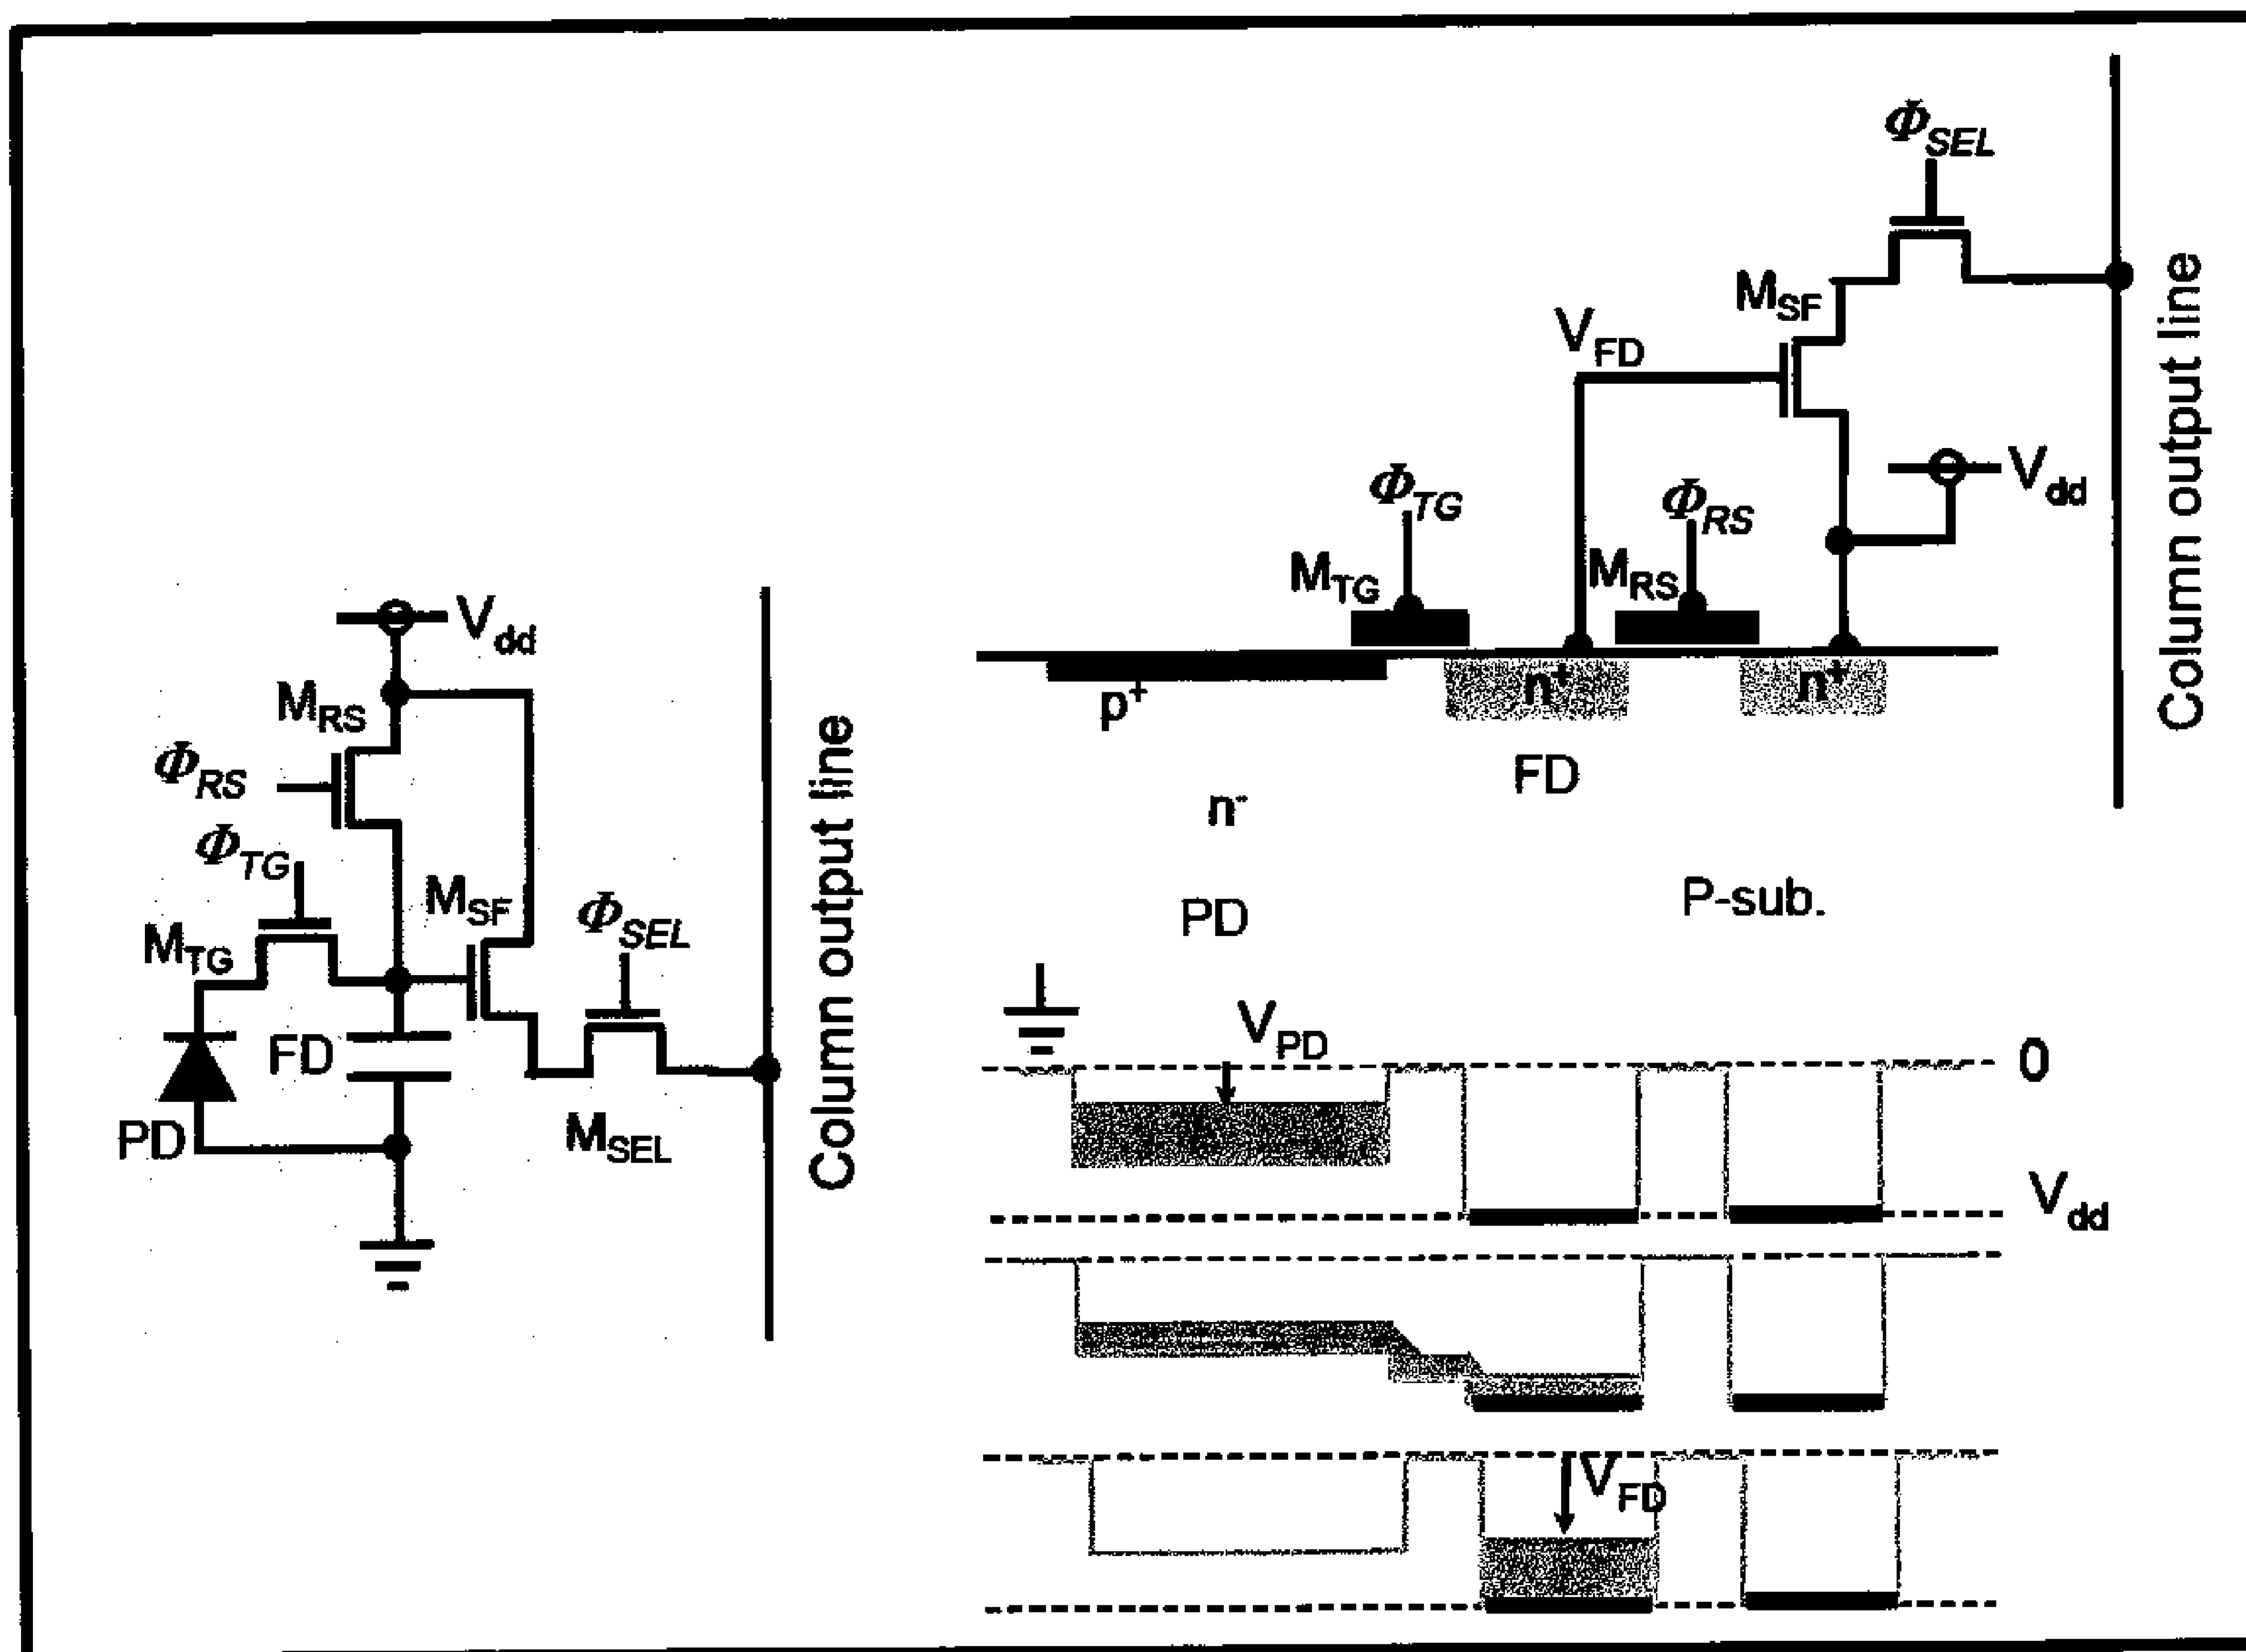 V_dd
M_RS
Φ_RS
Φ_TG
M_TG
M_SF
Φ_SEL
FD
PD
M_SEL
Column output line
Φ_SEL
M_SF
V_FD
V_dd
Φ_TG
Φ_RS
M_TG
M_RS
p⁺
n⁺
n⁺
FD
n⁻
PD
P-sub.
Column output line
V_PD
0
V_dd
V_FD